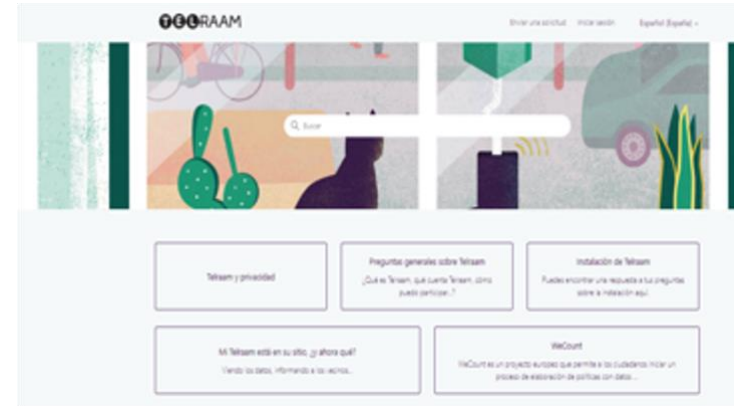 TELRAAM
Enviar una solicitud Iniciar sesión Español (España)
Buscar
Telraam y privacidad
Preguntas generales sobre Telraam
¿Qué es Telraam, qué cuenta Telraam, cómo
puedo participar...?
Instalación de Telraam
Puedes encontrar una respuesta a tus preguntas
sobre la instalación aquí.
Mi Telraam está en su sitio, ¿y ahora qué?
Viendo los datos, informando a los vecinos...
WeCount
WeCount es un proyecto europeo que permite a los ciudadanos iniciar un
proceso de elaboración de políticas con datos ...